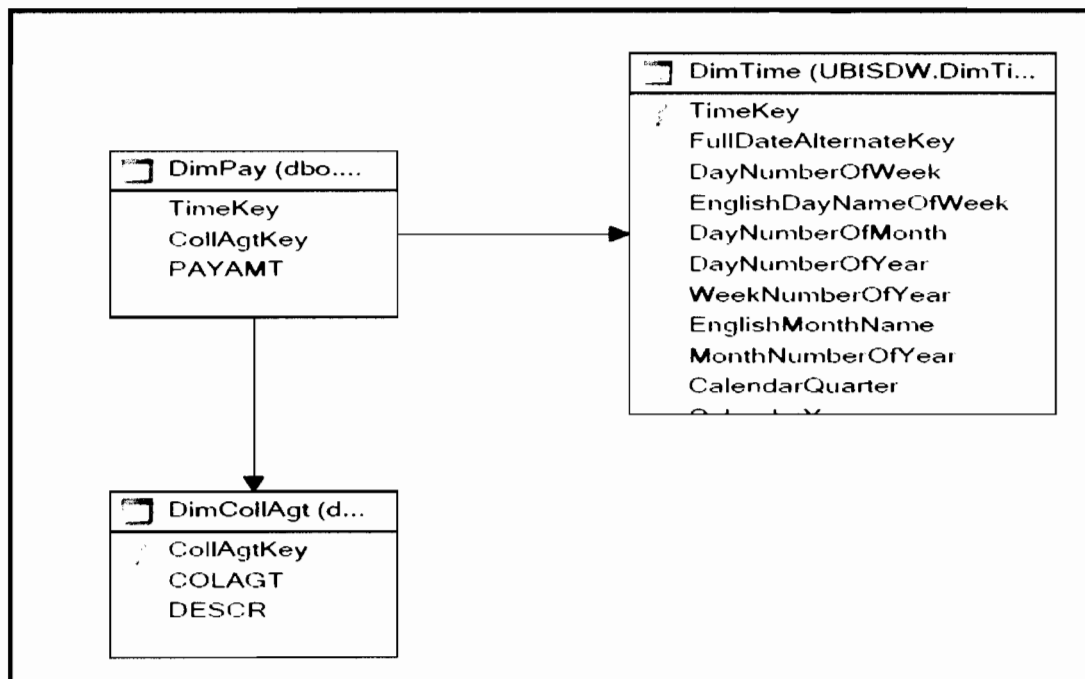 DimTime (UBISDW.DimTi...
TimeKey
FullDateAlternateKey
DayNumberOfWeek
EnglishDayNameOfWeek
DayNumberOfMonth
DayNumberOfYear
WeekNumberOfYear
EnglishMonthName
MonthNumberOfYear
CalendarQuarter
DimPay (dbo....
TimeKey
CollAgtKey
PAYAMT
DimCollAgt (d...
CollAgtKey
COLAGT
DESCR